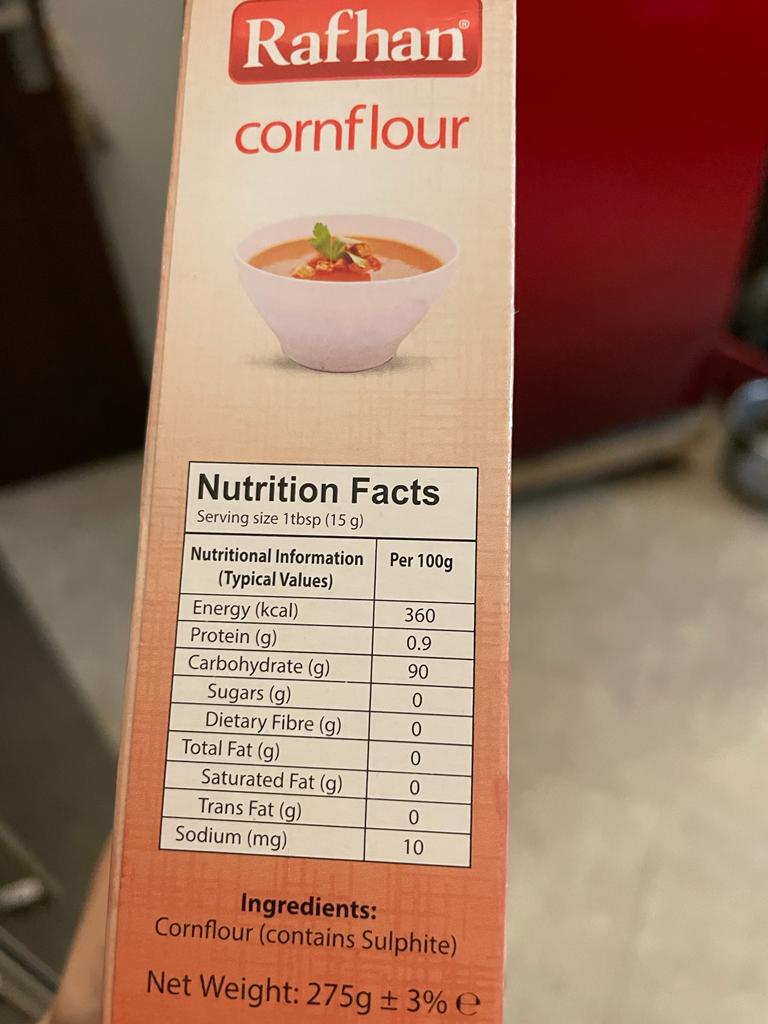 Rafhan®
cornflour
Nutrition Facts
Serving size 1tbsp (15 g)
Nutritional Information (Typical Values) Per 100g
Energy (kcal) 360
Protein (g) 0.9
Carbohydrate (g) 90
Sugars (g) 0
Dietary Fibre (g) 0
Total Fat (g) 0
Saturated Fat (g) 0
Trans Fat (g) 0
Sodium (mg) 10
Ingredients:
Cornflour (contains Sulphite)
Net Weight: 275g ± 3% ℮